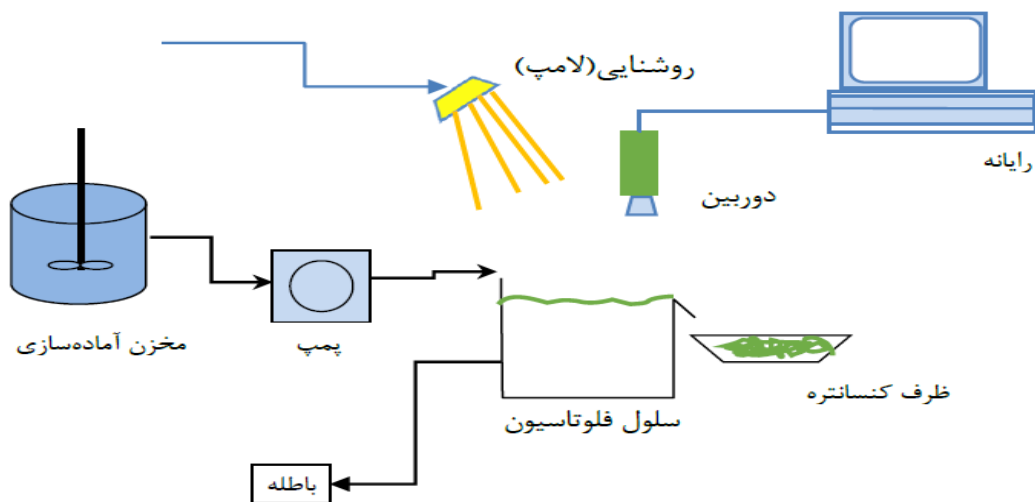 روشنایی(لامپ)
رایانه
دوربین
مخزن آماده‌سازی
پمپ
ظرف کنسانتره
سلول فلوتاسیون
باطله